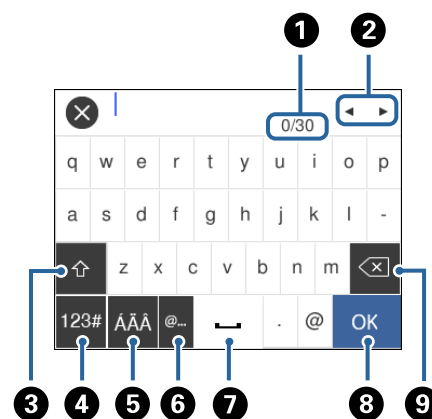 1 2
0/30
q w e r t y u i o p
a s d f g h j k l -
z x c v b n m
123# ÁÄÂ @... . @ OK
3 4 5 6 7 8 9